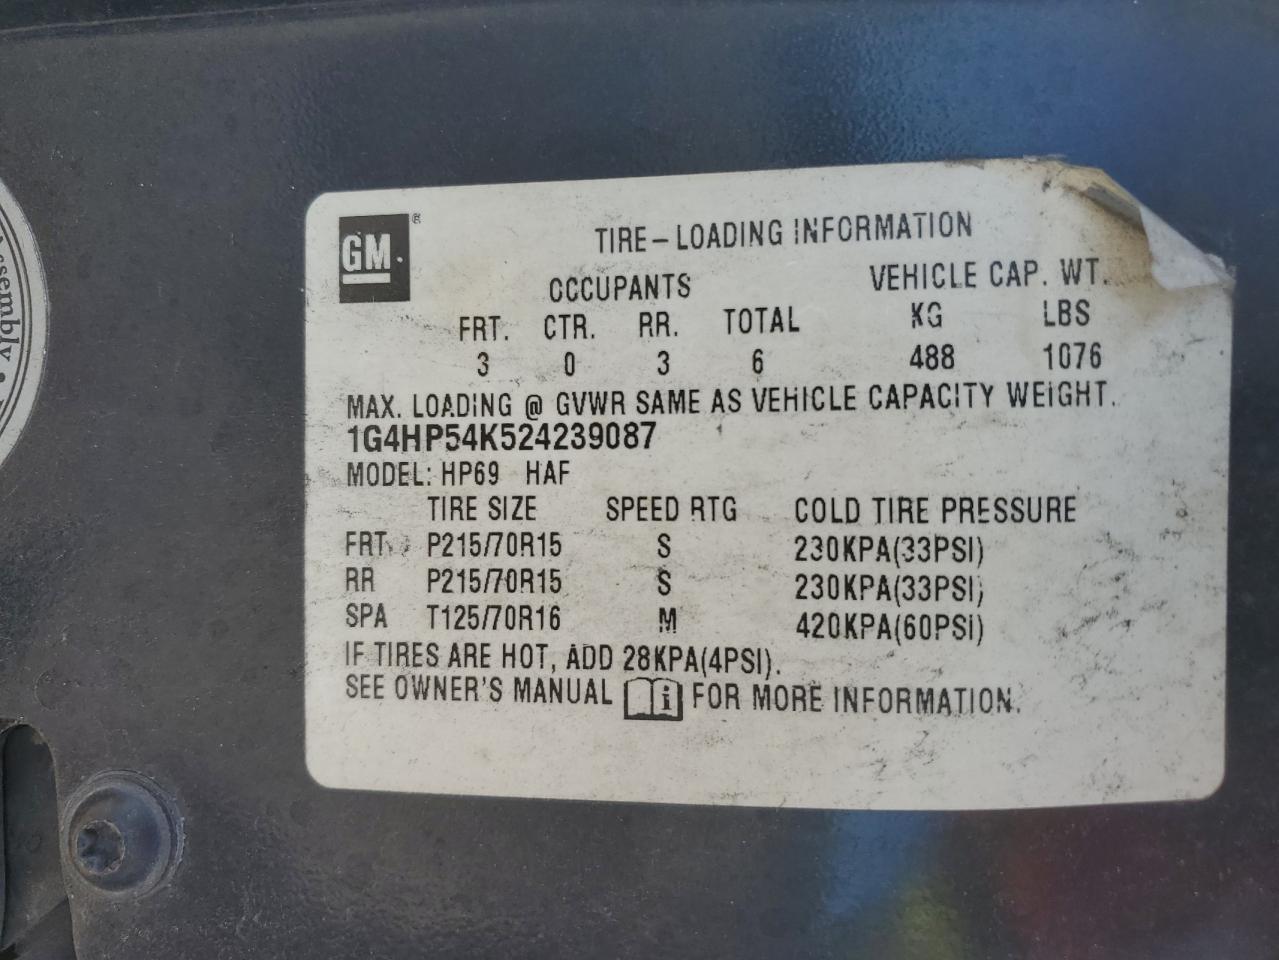 ssembly •
GM ®
TIRE-LOADING INFORMATION
OCCUPANTS VEHICLE CAP. WT.
FRT. CTR. RR. TOTAL KG LBS
3 0 3 6 488 1076
MAX. LOADING @ GVWR SAME AS VEHICLE CAPACITY WEIGHT.
1G4HP54K524239087
MODEL: HP69 HAF
TIRE SIZE SPEED RTG COLD TIRE PRESSURE
FRT P215/70R15 S 230KPA(33PSI)
RR P215/70R15 S 230KPA(33PSI)
SPA T125/70R16 M 420KPA(60PSI)
IF TIRES ARE HOT, ADD 28KPA(4PSI).
SEE OWNER'S MANUAL i FOR MORE INFORMATION.